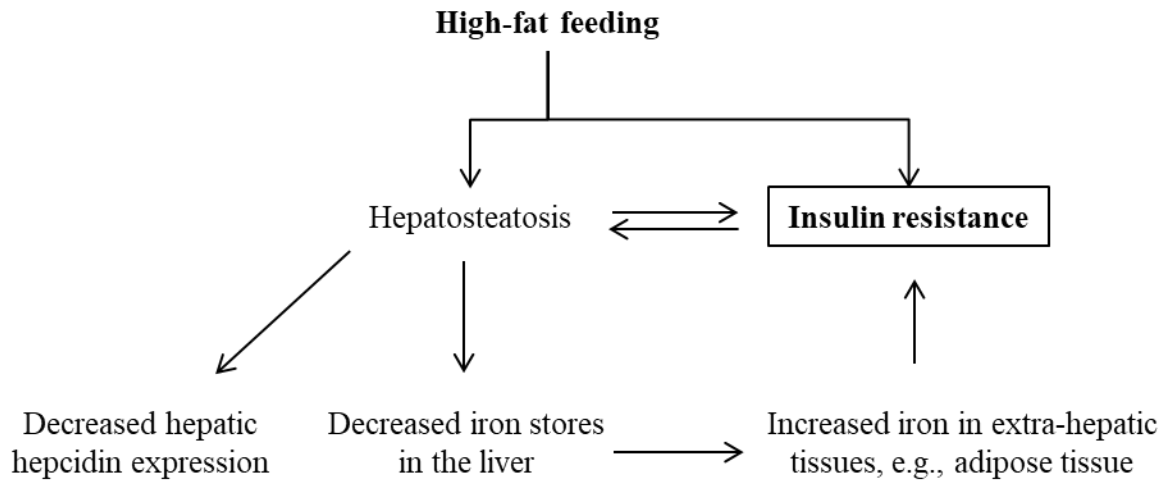 High-fat feeding
Hepatosteatosis
Insulin resistance
Decreased hepatic
hepcidin expression
Decreased iron stores
in the liver
Increased iron in extra-hepatic
tissues, e.g., adipose tissue